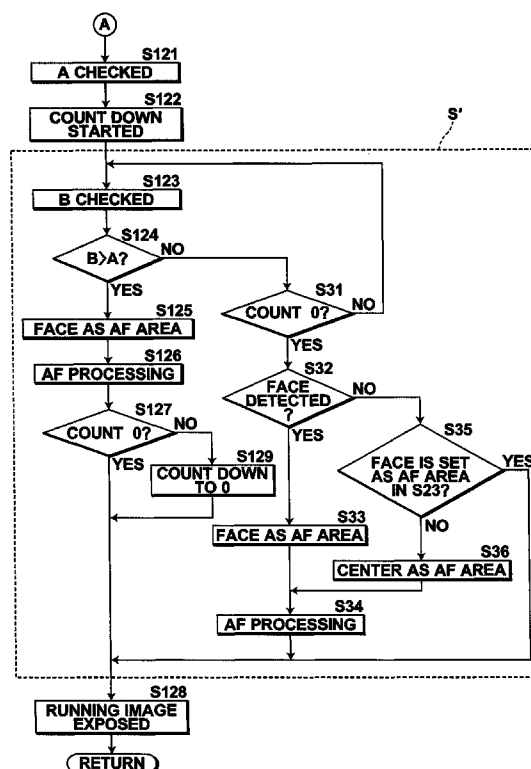 A
S121
A CHECKED
S122
COUNT DOWN
STARTED
S'
S123
B CHECKED
S124
B>A?
NO
YES
S31
COUNT 0?
NO
YES
S125
FACE AS AF AREA
S126
AF PROCESSING
S32
FACE
DETECTED
?
NO
YES
S127
COUNT 0?
NO
YES
S129
COUNT DOWN
TO 0
S35
FACE IS SET
AS AF AREA
IN S23?
YES
NO
S33
FACE AS AF AREA
S36
CENTER AS AF AREA
S34
AF PROCESSING
S128
RUNNING IMAGE
EXPOSED
RETURN